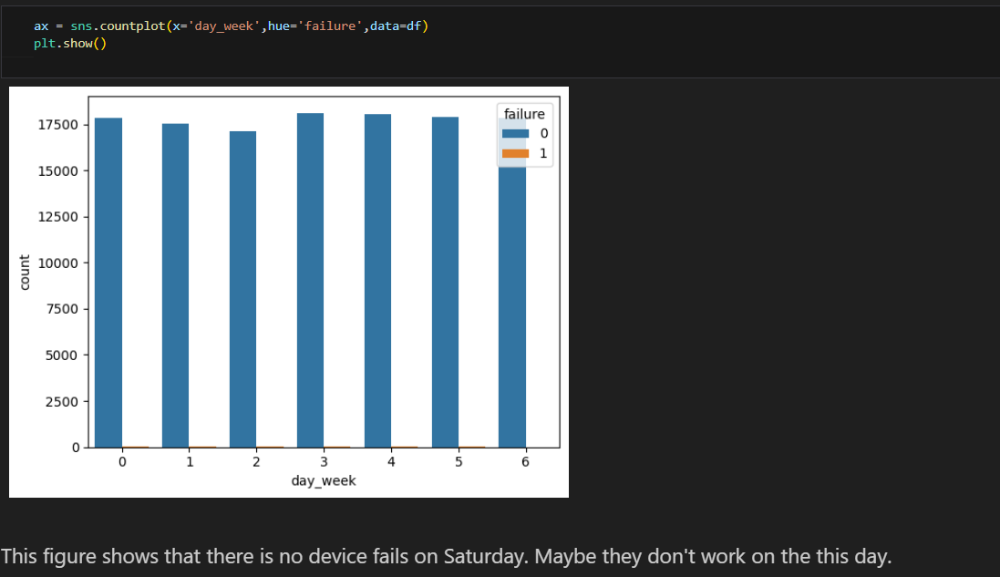 ax = sns.countplot(x='day_week',hue='failure',data=df)
plt.show()
failure
0
1
17500
15000
12500
10000
7500
5000
2500
0
count
0 1 2 3 4 5 6
day_week
This figure shows that there is no device fails on Saturday. Maybe they don't work on the this day.